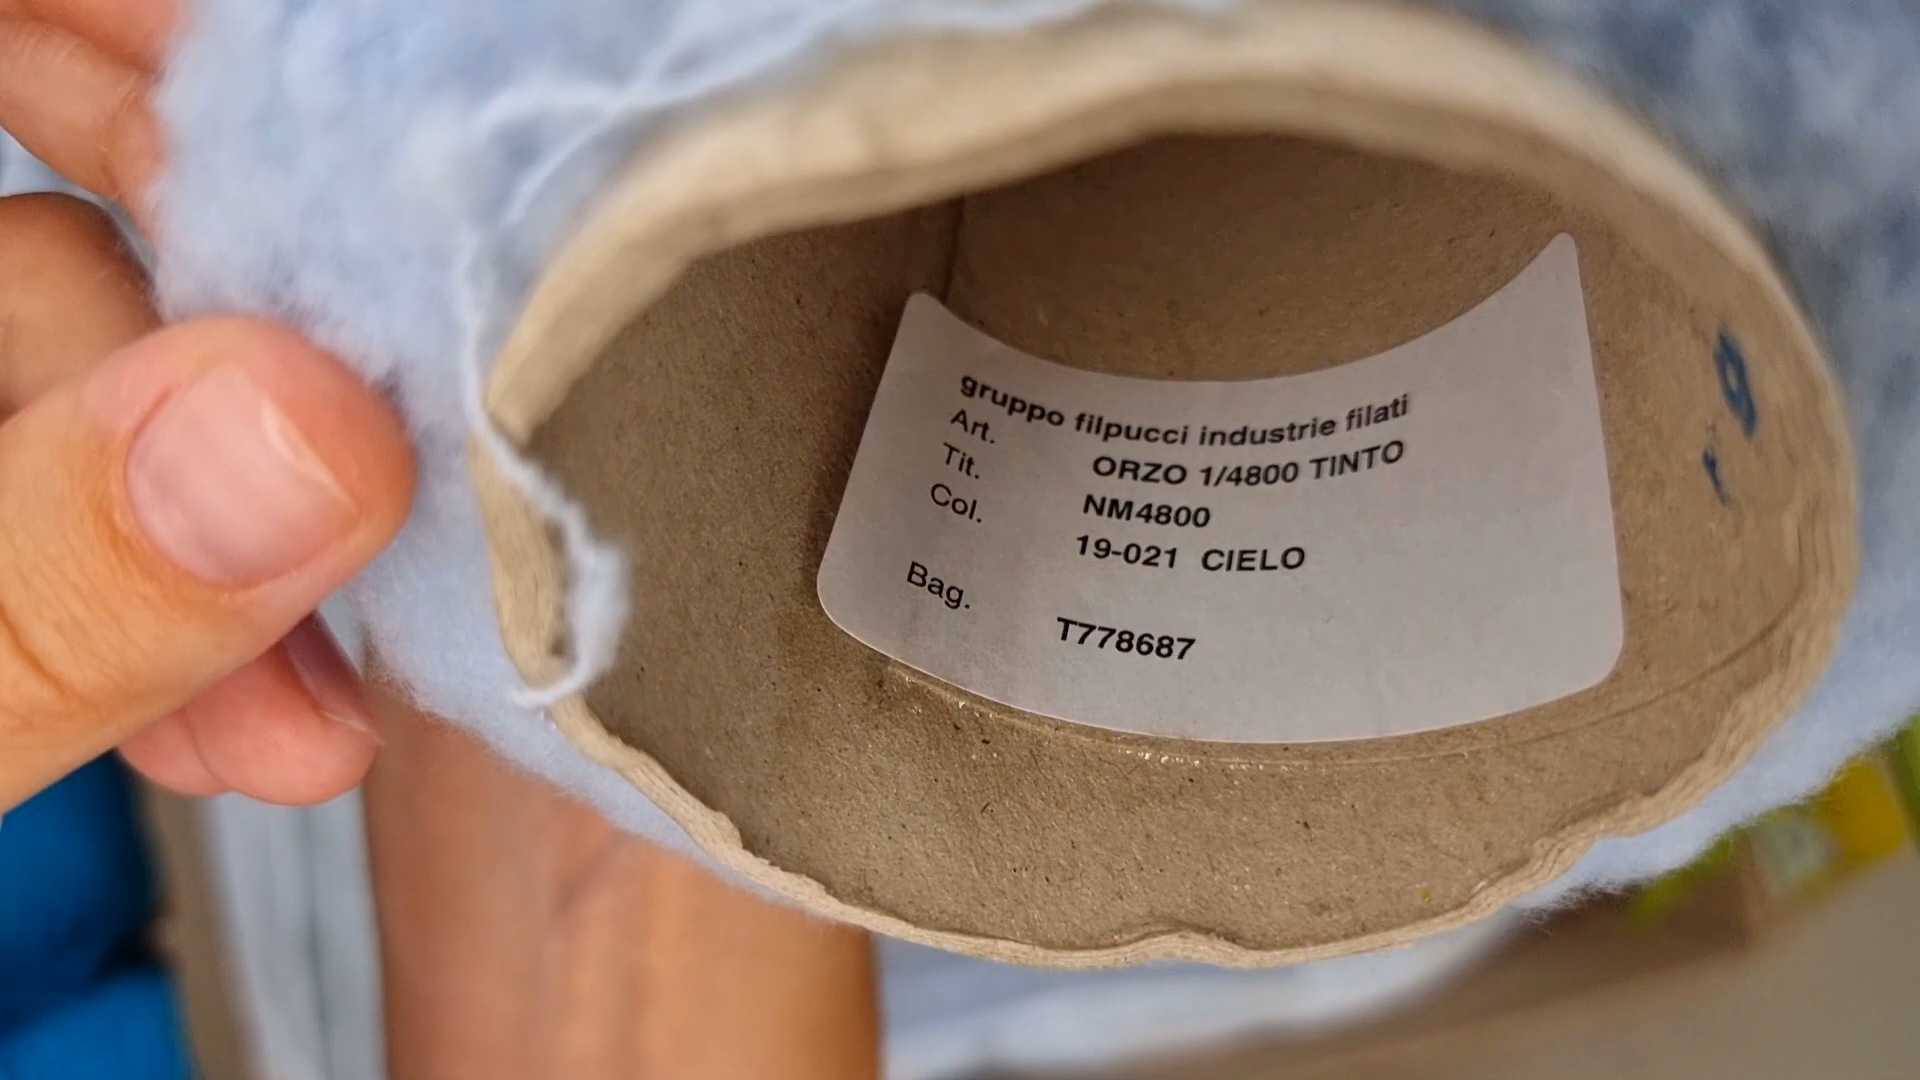 gruppo filpucci industrie filati
Art. ORZO 1/4800 TINTO
Tit. NM4800
Col. 19-021 CIELO
Bag. T778687